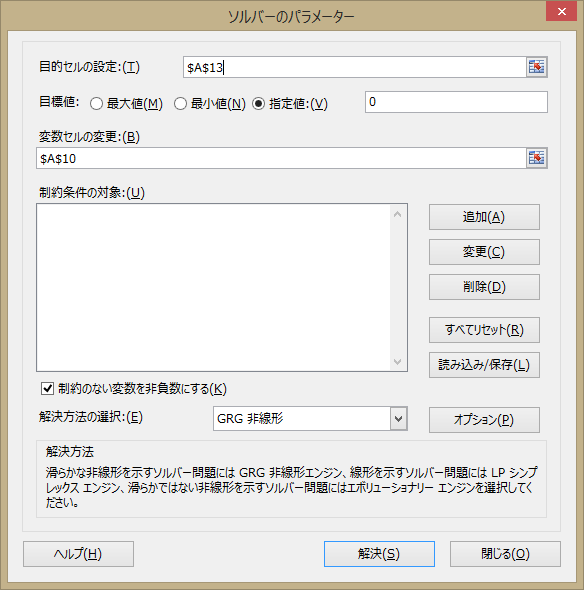 ソルバーのパラメーター
目的セルの設定:(T)
$A$13
目標値:
最大値(M)
最小値(N)
指定値:(V)
0
変数セルの変更:(B)
$A$10
制約条件の対象:(U)
追加(A)
変更(C)
削除(D)
すべてリセット(R)
読み込み/保存(L)
制約のない変数を非負数にする(K)
解決方法の選択:(E)
GRG 非線形
オプション(P)
解決方法
滑らかな非線形を示すソルバー問題には GRG 非線形エンジン、線形を示すソルバー問題には LP シンプ
レックス エンジン、滑らかではない非線形を示すソルバー問題にはエボリューショナリー エンジンを選択してく
ださい。
ヘルプ(H)
解決(S)
閉じる(O)